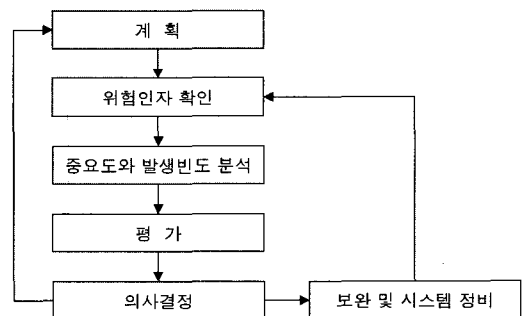 계 획
위험인자 확인
중요도와 발생빈도 분석
평 가
의사결정
보완 및 시스템 정비